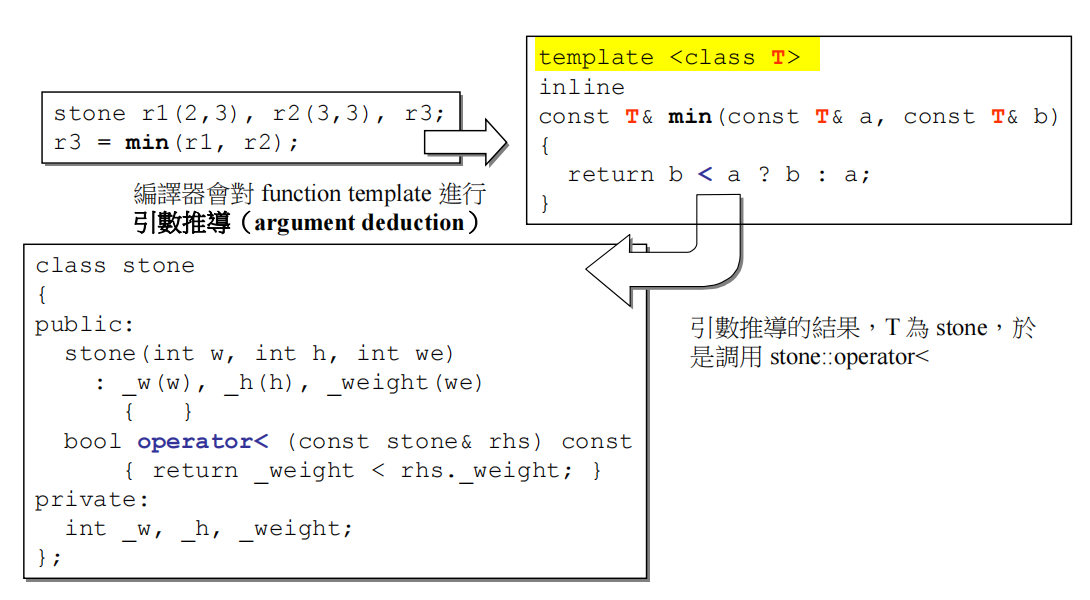 stone r1(2,3), r2(3,3), r3;
r3 = min(r1, r2);
編譯器會對 function template 進行
引數推導（argument deduction）
template <class T>
inline
const T& min(const T& a, const T& b)
{
  return b < a ? b : a;
}
class stone
{
public:
  stone(int w, int h, int we)
    : _w(w), _h(h), _weight(we)
      {   }
  bool operator< (const stone& rhs) const
      { return _weight < rhs._weight; }
private:
  int _w, _h, _weight;
};
引數推導的結果，T 為 stone，於
是調用 stone::operator<